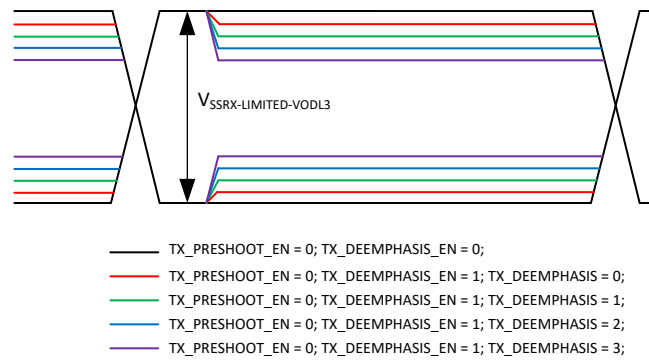 VSSRX-LIMITED-VODL3
TX_PRESHOOT_EN = 0; TX_DEEMPHASIS_EN = 0;
TX_PRESHOOT_EN = 0; TX_DEEMPHASIS_EN = 1; TX_DEEMPHASIS = 0;
TX_PRESHOOT_EN = 0; TX_DEEMPHASIS_EN = 1; TX_DEEMPHASIS = 1;
TX_PRESHOOT_EN = 0; TX_DEEMPHASIS_EN = 1; TX_DEEMPHASIS = 2;
TX_PRESHOOT_EN = 0; TX_DEEMPHASIS_EN = 1; TX_DEEMPHASIS = 3;